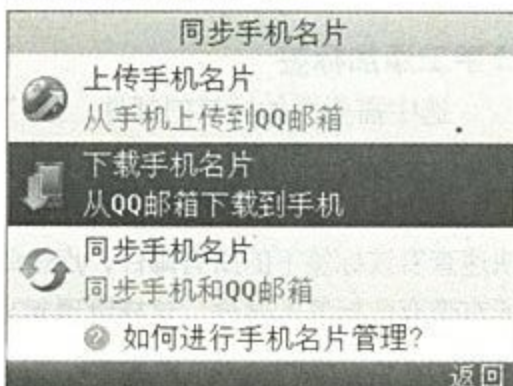 同步手机名片
上传手机名片
从手机上传到QQ邮箱
下载手机名片
从QQ邮箱下载到手机
同步手机名片
同步手机和QQ邮箱
如何进行手机名片管理?
返回